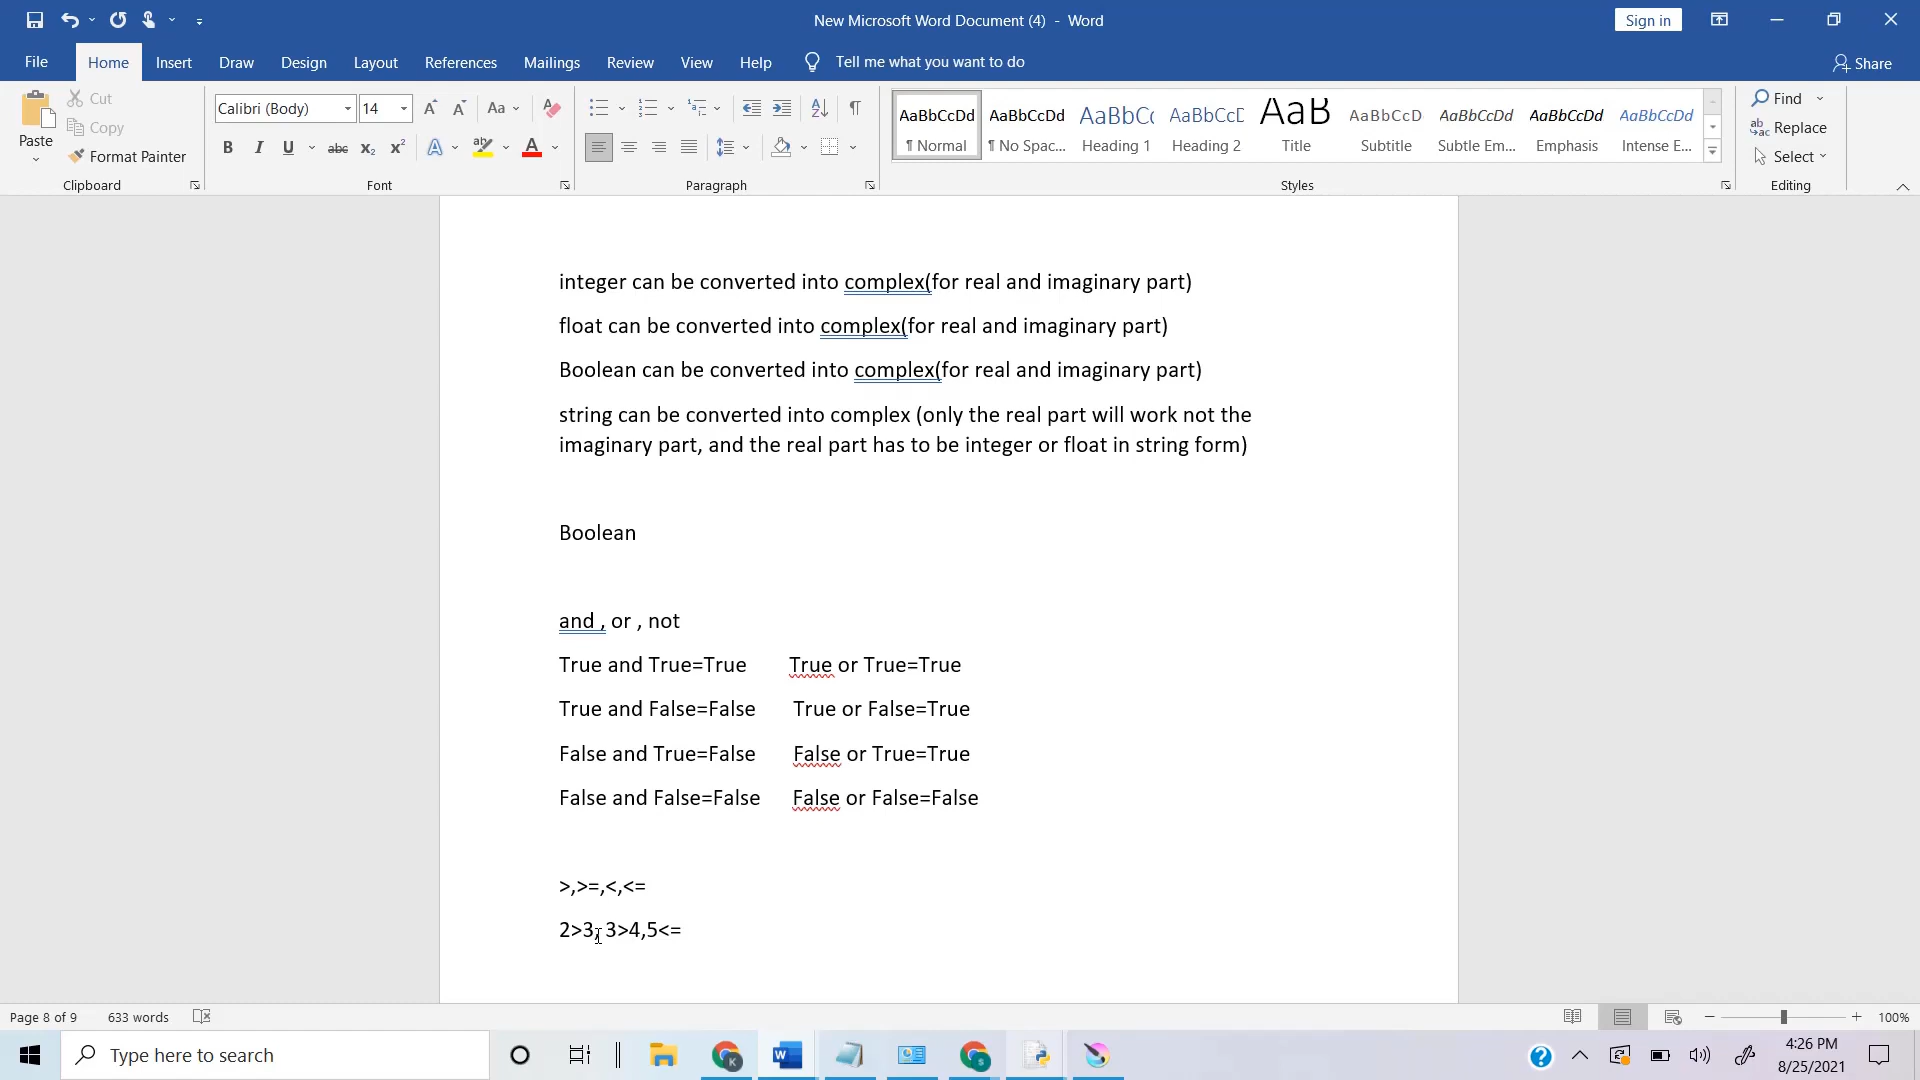 New Microsoft Word Document (4) - Word
Sign in
File Home Insert Draw Design Layout References Mailings Review View Help Tell me what you want to do Share
Paste
Cut
Copy
Format Painter
Clipboard
Calibri (Body) 14
Font
Paragraph
AaBbCcDd AaBbCcDd AaBbC AaBbCcC AaB AaBbCcD AaBbCcDd AaBbCcDd AaBbCcDd
¶ Normal ¶ No Spac... Heading 1 Heading 2 Title Subtitle Subtle Em... Emphasis Intense E...
Styles
Find
Replace
Select
Editing
integer can be converted into complex(for real and imaginary part)
float can be converted into complex(for real and imaginary part)
Boolean can be converted into complex(for real and imaginary part)
string can be converted into complex (only the real part will work not the
imaginary part, and the real part has to be integer or float in string form)
Boolean
and , or , not
True and True=True True or True=True
True and False=False True or False=True
False and True=False False or True=True
False and False=False False or False=False
>,>=,<,<=
2>3, 3>4,5<=
Page 8 of 9 633 words 100%
Type here to search
4:26 PM
8/25/2021